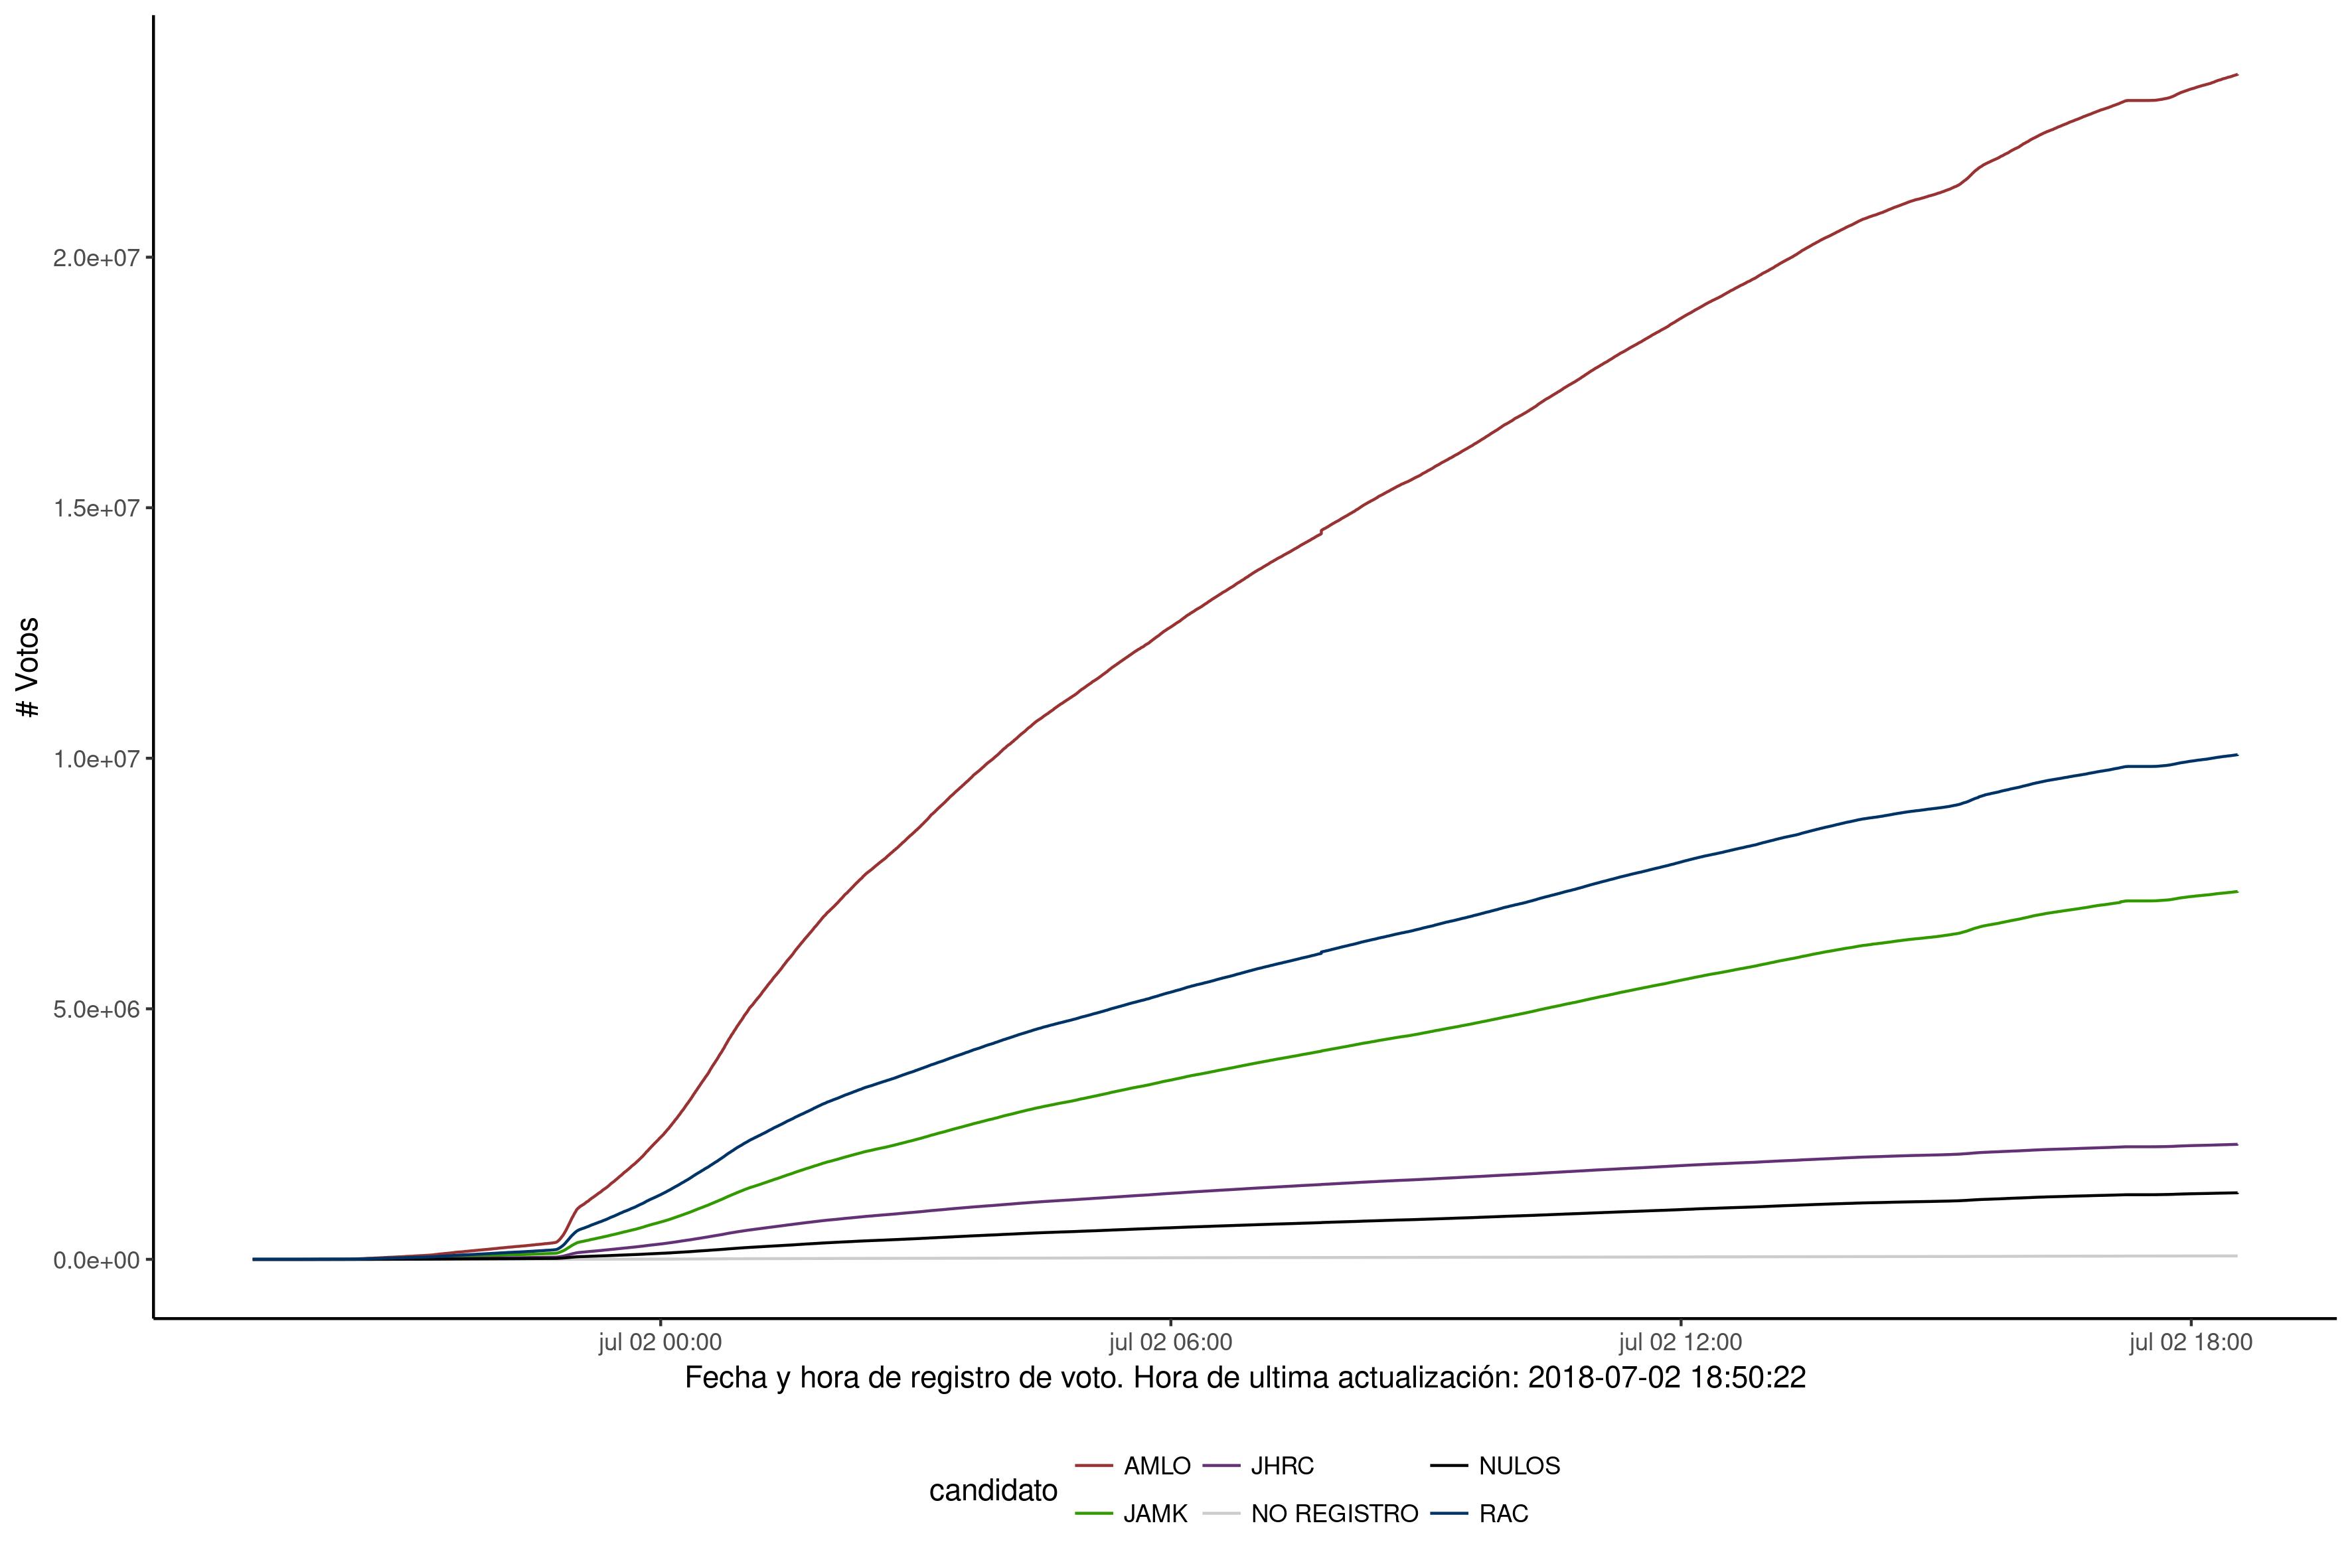 # Votos
2.0e+07
1.5e+07
1.0e+07
5.0e+06
0.0e+00
jul 02 00:00
jul 02 06:00
jul 02 12:00
jul 02 18:00
Fecha y hora de registro de voto. Hora de ultima actualización: 2018-07-02 18:50:22
candidato
AMLO
JHRC
NULOS
JAMK
NO REGISTRO
RAC